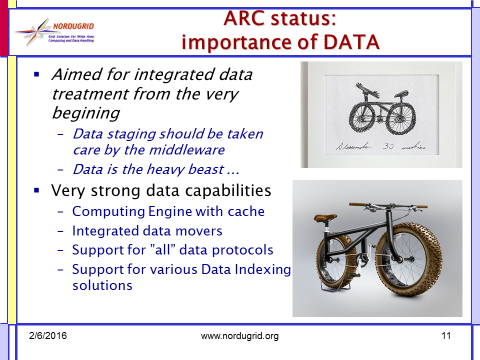 NORDUGRID
Grid Solution for Wide Area
Computing and Data Handling
ARC status:
importance of DATA
Aimed for integrated data
treatment from the very
begining
– Data staging should be taken
care by the middleware
– Data is the heavy beast ...
Very strong data capabilities
– Computing Engine with cache
– Integrated data movers
– Support for ”all” data protocols
– Support for various Data Indexing
solutions
2/6/2016
www.nordugrid.org
11